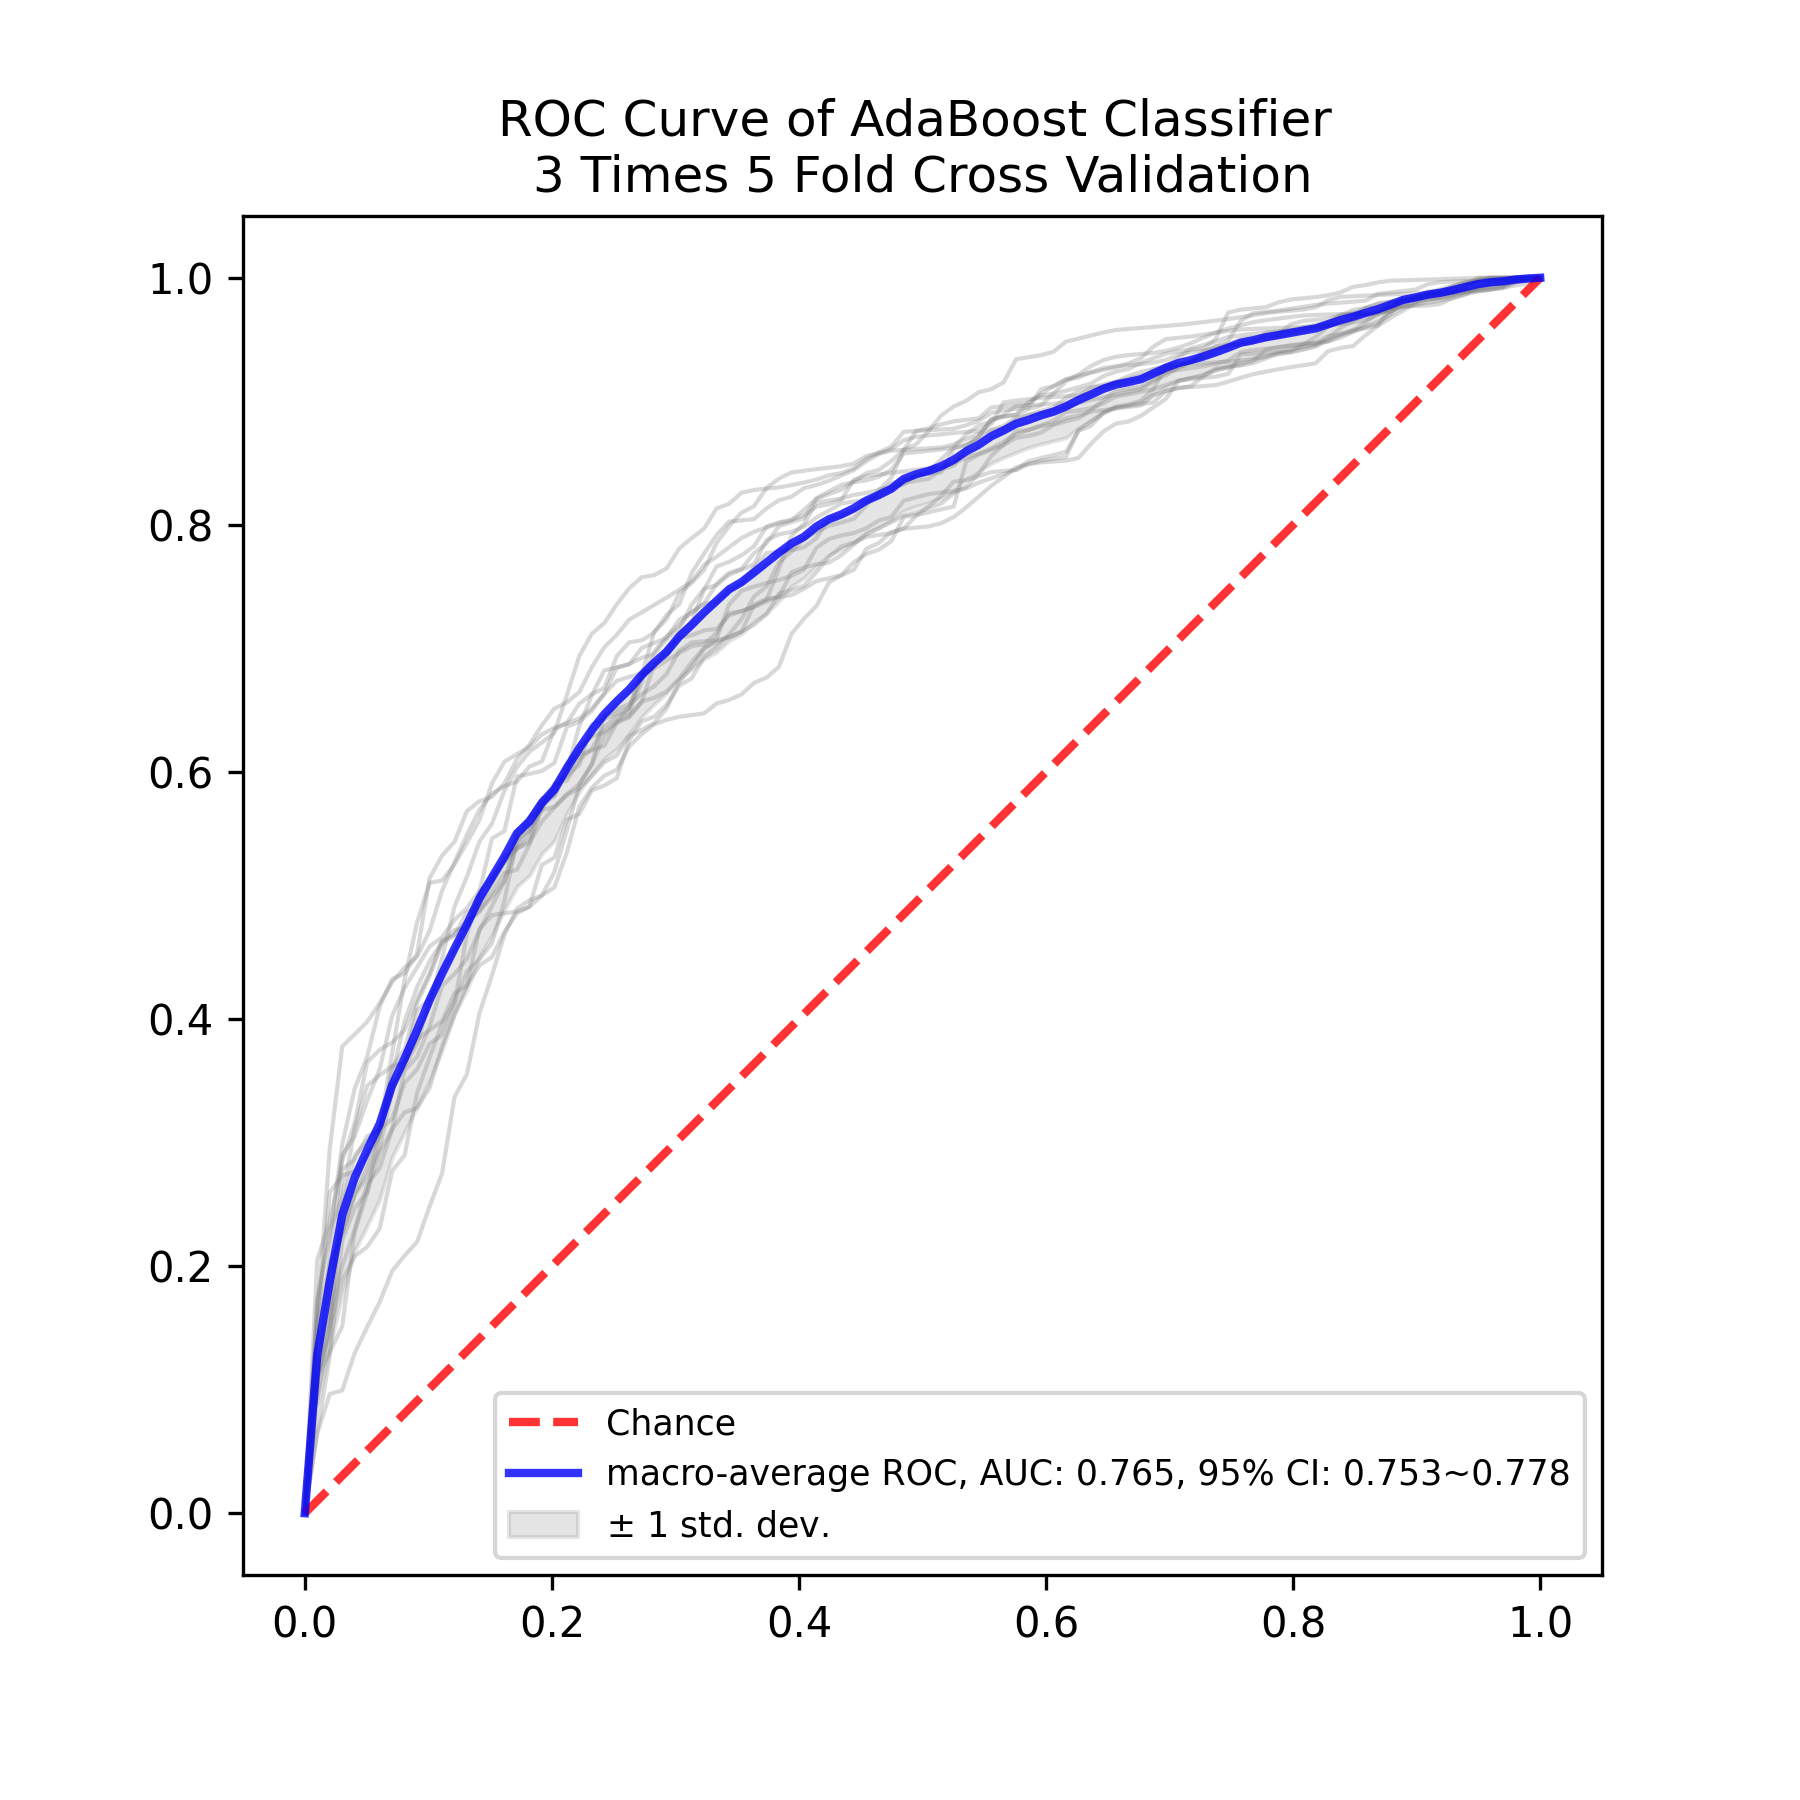 ROC Curve of AdaBoost Classifier
3 Times 5 Fold Cross Validation
1.0
0.8
0.6
0.4
0.2
0.0
Chance
macro-average ROC, AUC: 0.765, 95% CI: 0.753~0.778
± 1 std. dev.
0.0 0.2 0.4 0.6 0.8 1.0